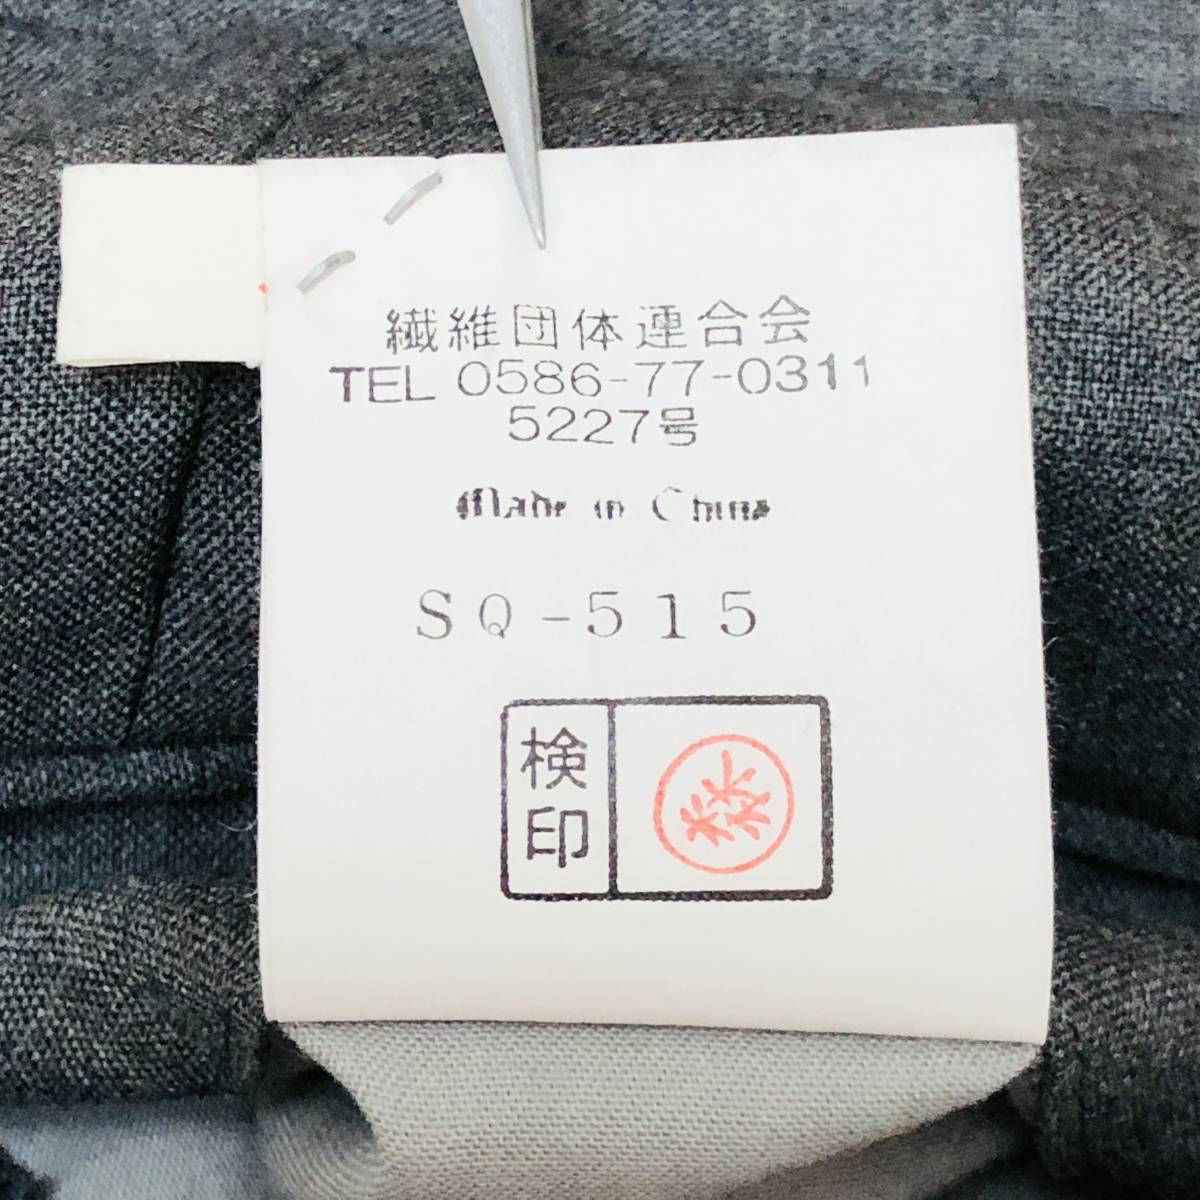 繊維団体連合会
TEL 0586-77-0311
5227号
Made in China
SQ-515
検印